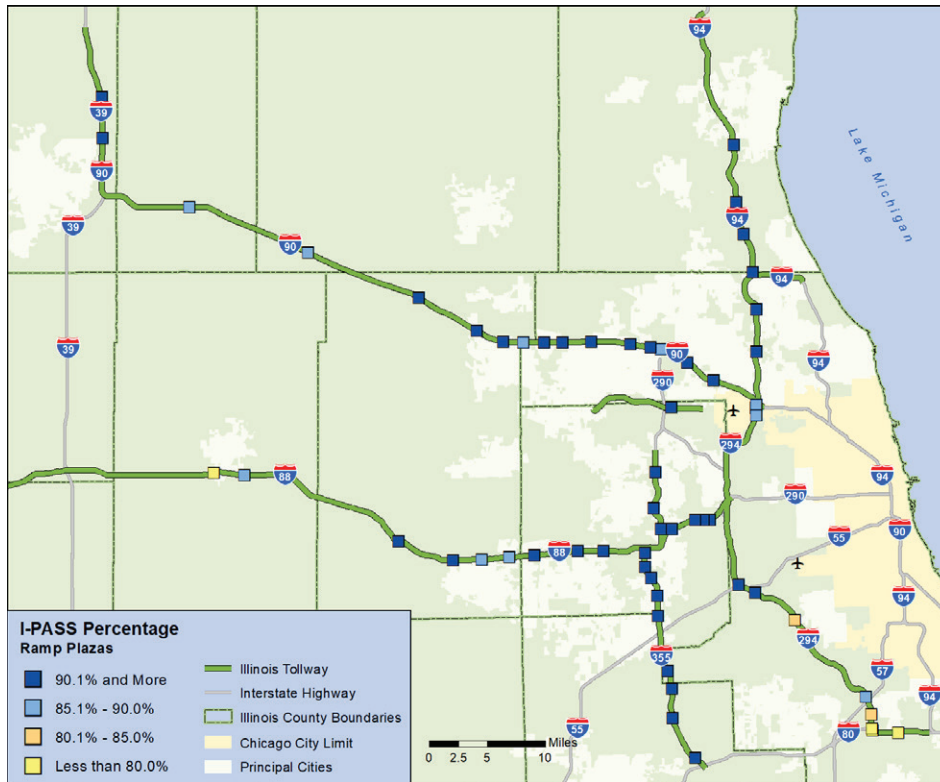 94
39
90
39
90
94
94
39
90
94
290
294
94
88
290
90
55
88
94
294
355
57
94
55
80
Lake Michigan
I-PASS Percentage
Ramp Plazas
90.1% and More
85.1% - 90.0%
80.1% - 85.0%
Less than 80.0%
Illinois Tollway
Interstate Highway
Illinois County Boundaries
Chicago City Limit
Principal Cities
Miles
0 2.5 5 10